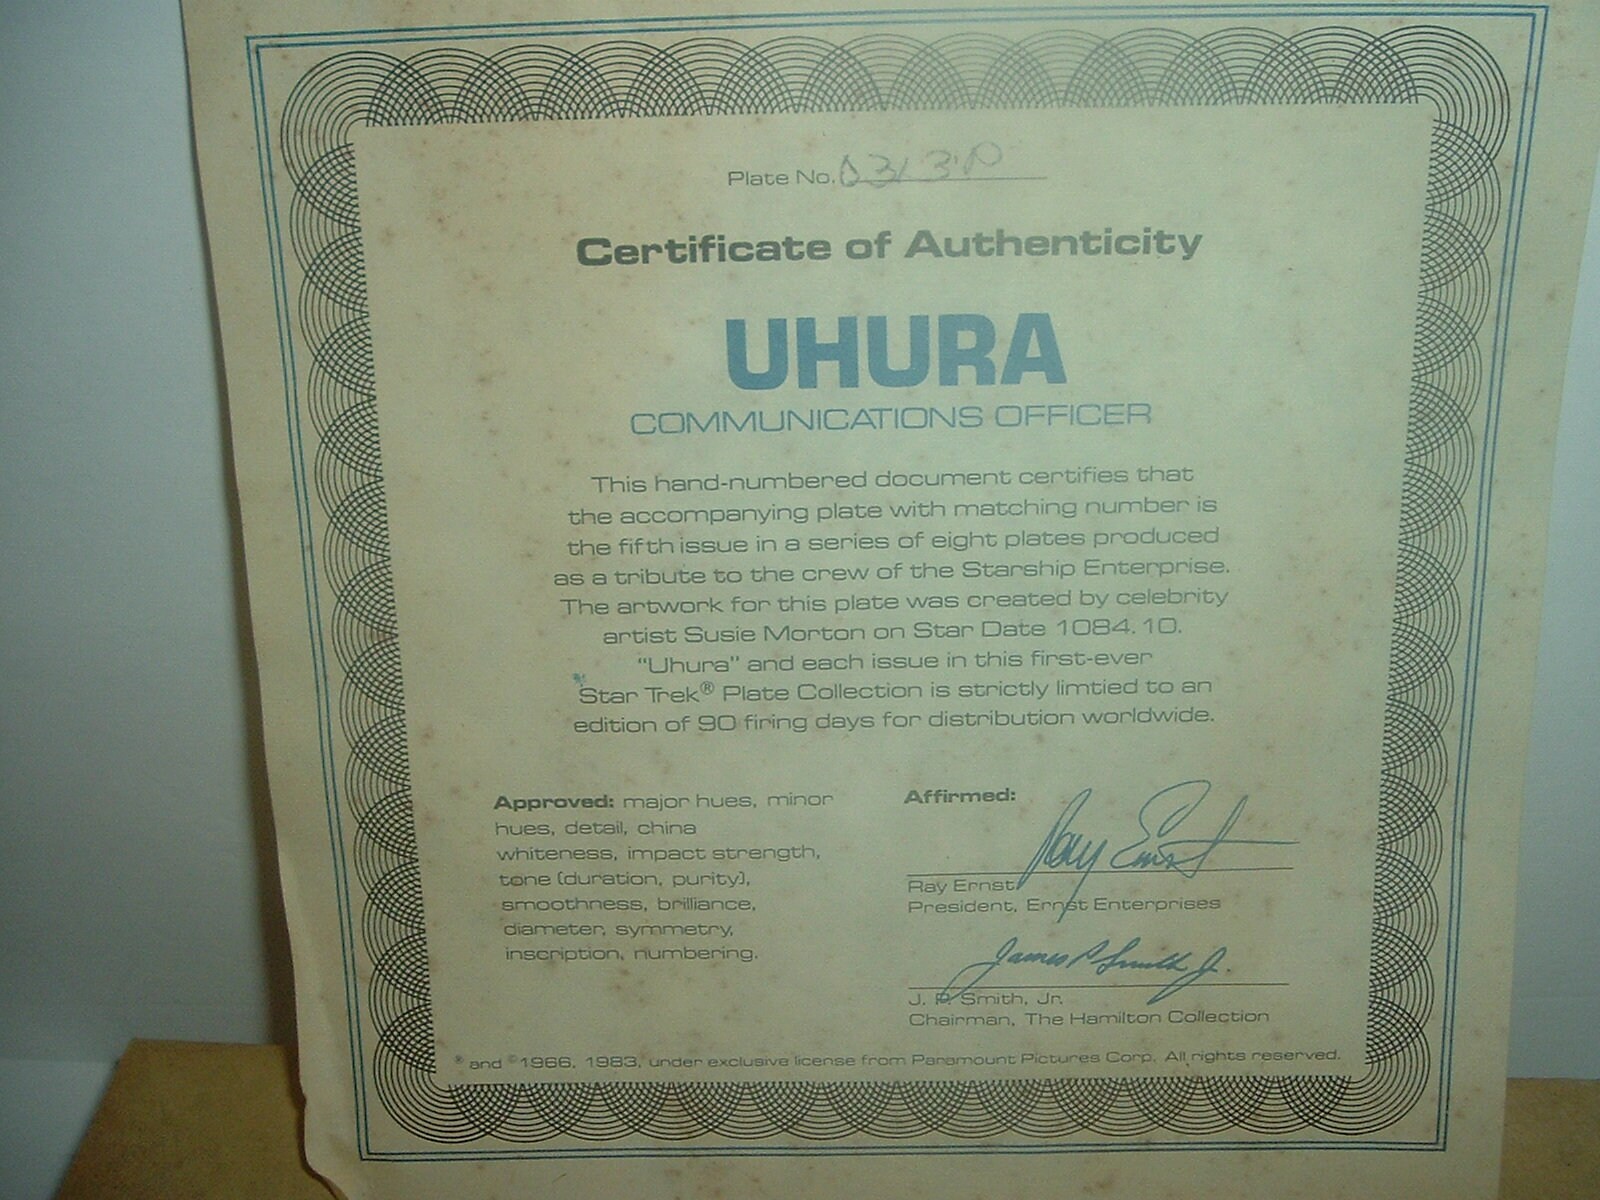 Plate No. 0313P
Certificate of Authenticity
UHURA
COMMUNICATIONS OFFICER
This hand-numbered document certifies that
the accompanying plate with matching number is
the fifth issue in a series of eight plates produced
as a tribute to the crew of the Starship Enterprise.
The artwork for this plate was created by celebrity
artist Susie Morton on Star Date 1084.10.
"Uhura" and each issue in this first-ever
Star Trek® Plate Collection is strictly limtied to an
edition of 90 firing days for distribution worldwide.
Approved: major hues, minor
hues, detail, china
whiteness, impact strength,
tone (duration, purity),
smoothness, brilliance,
diameter, symmetry,
inscription, numbering.
Affirmed:
Ray Ernst
Ray Ernst
President, Ernst Enterprises
James P Smith Jr.
J. P. Smith, Jr.
Chairman, The Hamilton Collection
® and ©1966, 1983, under exclusive license from Paramount Pictures Corp. All rights reserved.